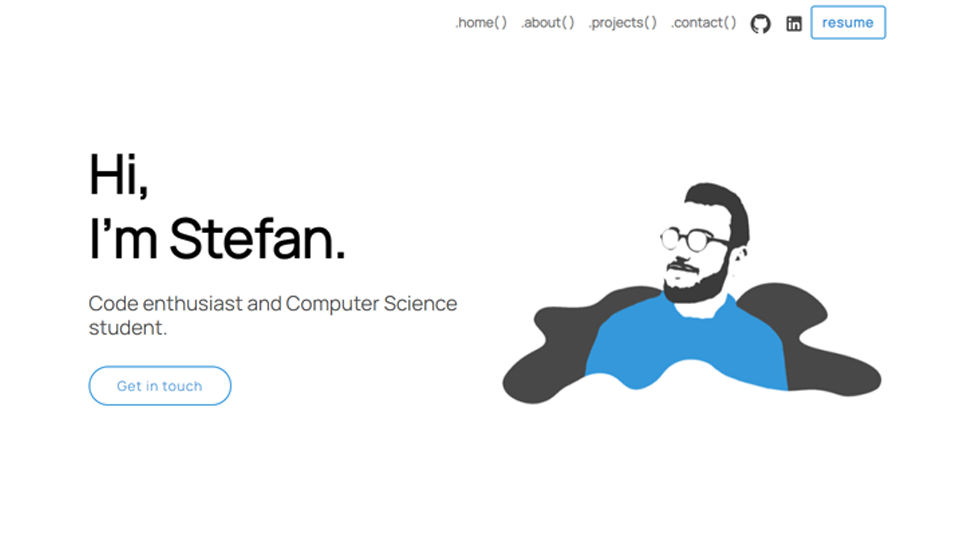 .home() .about() .projects() .contact() resume
Hi,
I'm Stefan.
Code enthusiast and Computer Science
student.
Get in touch